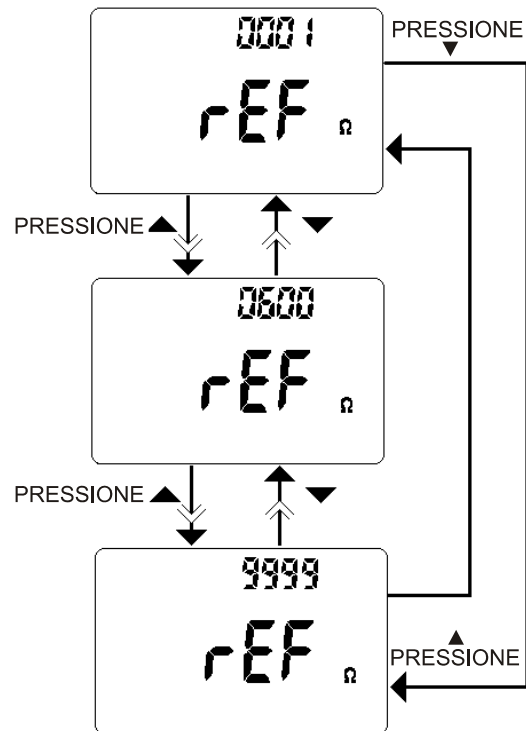 0001
PRESSIONE
▼
rEF Ω
PRESSIONE ▲ ▼
0600
rEF Ω
PRESSIONE ▲ ▼
9999
rEF Ω
▲
PRESSIONE